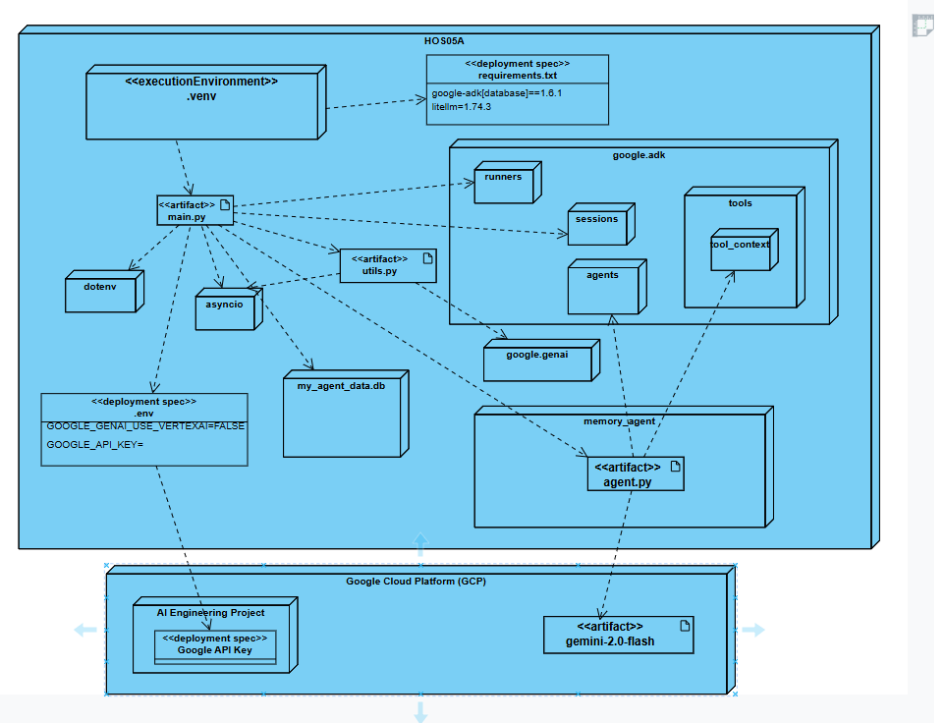 HOS05A
<<executionEnvironment>>
.venv
<<deployment spec>>
requirements.txt
google-adk[database]==1.6.1
litellm=1.74.3
google.adk
runners
sessions
agents
tools
tool_context
<<artifact>>
main.py
<<artifact>>
utils.py
dotenv
asyncio
google.genai
my_agent_data.db
<<deployment spec>>
.env
GOOGLE_GENAI_USE_VERTEXAI=FALSE
GOOGLE_API_KEY=
memory_agent
<<artifact>>
agent.py
Google Cloud Platform (GCP)
AI Engineering Project
<<deployment spec>>
Google API Key
<<artifact>>
gemini-2.0-flash